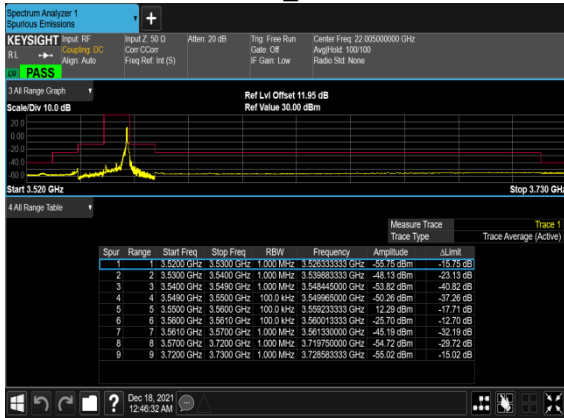 Spectrum Analyzer 1
Spurious Emissions
KEYSIGHT Input: RF Input Z: 50 Ω Atten: 20 dB Trig: Free Run Center Freq: 22.005000000 GHz
RL Coupling: DC Corr CCorr Gate: Off Avg|Hold: 100/100
Align: Auto Freq Ref: Int (S) IF Gain: Low Radio Std: None
PASS
3 All Range Graph
Ref Lvl Offset 11.95 dB
Scale/Div 10.0 dB Ref Value 30.00 dBm
20.0
0.00
-20.0
-40.0
-60.0
Start 3.520 GHz Stop 3.730 GHz
4 All Range Table
Measure Trace Trace 1
Trace Type Trace Average (Active)
Spur Range Start Freq Stop Freq RBW Frequency Amplitude ΔLimit
1 1 3.5200 GHz 3.5300 GHz 1.000 MHz 3.526333333 GHz -55.75 dBm -15.75 dB
2 2 3.5300 GHz 3.5400 GHz 1.000 MHz 3.539883333 GHz -48.13 dBm -23.13 dB
3 3 3.5400 GHz 3.5490 GHz 1.000 MHz 3.548445000 GHz -53.82 dBm -40.82 dB
4 4 3.5490 GHz 3.5500 GHz 100.0 kHz 3.549965000 GHz -50.26 dBm -37.26 dB
5 5 3.5500 GHz 3.5600 GHz 100.0 kHz 3.559233333 GHz 12.29 dBm -17.71 dB
6 6 3.5600 GHz 3.5610 GHz 100.0 kHz 3.560013333 GHz -25.70 dBm -12.70 dB
7 7 3.5610 GHz 3.5700 GHz 1.000 MHz 3.561330000 GHz -45.19 dBm -32.19 dB
8 8 3.5700 GHz 3.7200 GHz 1.000 MHz 3.719750000 GHz -54.72 dBm -29.72 dB
9 9 3.7200 GHz 3.7300 GHz 1.000 MHz 3.728583333 GHz -55.02 dBm -15.02 dB
Dec 18, 2021
12:46:32 AM